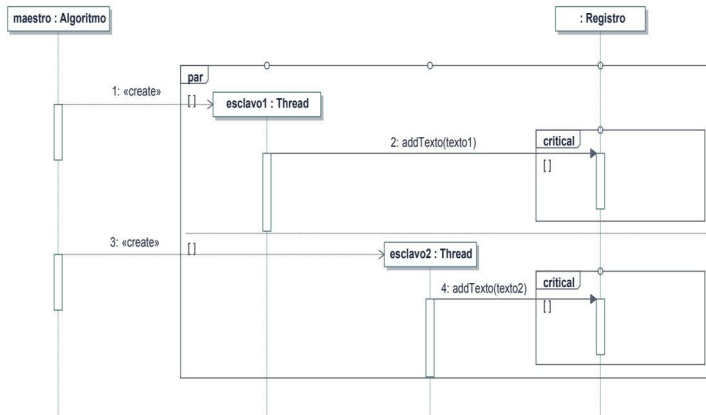 maestro : Algoritmo
: Registro
par
1: «create»
[ ]
esclavo1 : Thread
2: addTexto(texto1)
critical
[ ]
3: «create»
[ ]
esclavo2 : Thread
4: addTexto(texto2)
critical
[ ]